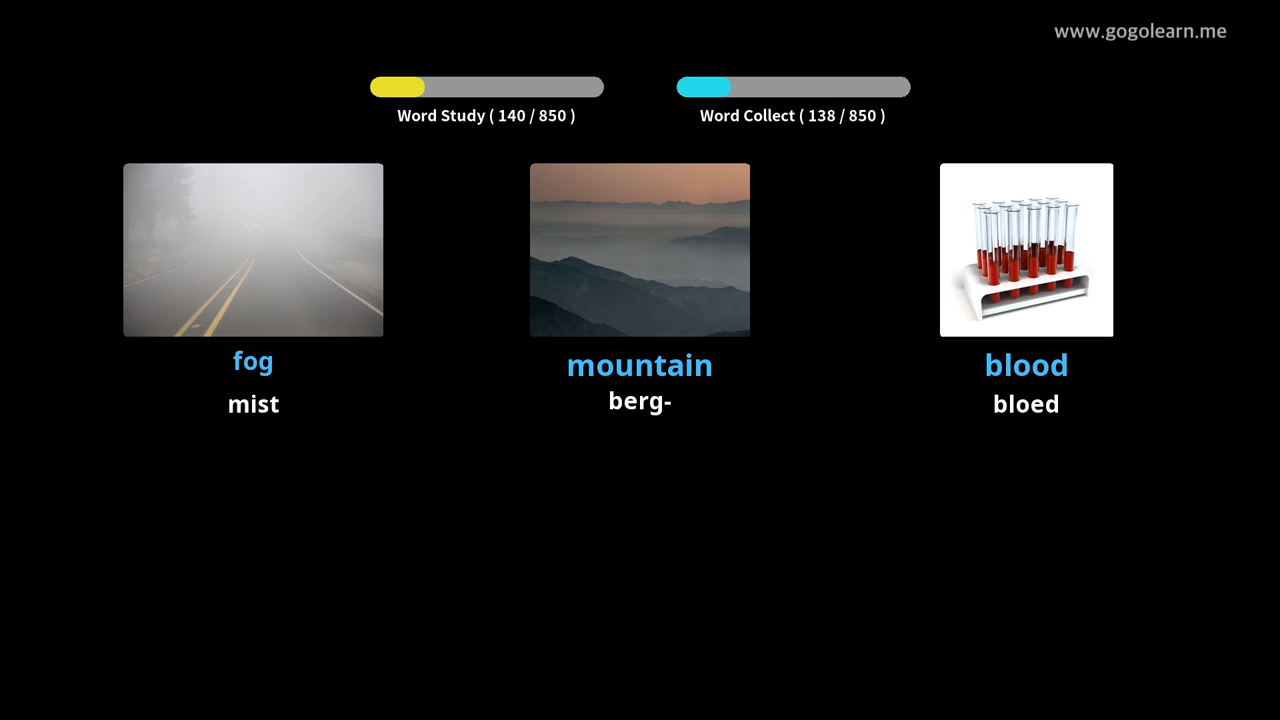 www.gogolearn.me
Word Study ( 140 / 850 )
Word Collect ( 138 / 850 )
fog
mist
mountain
berg-
blood
bloed